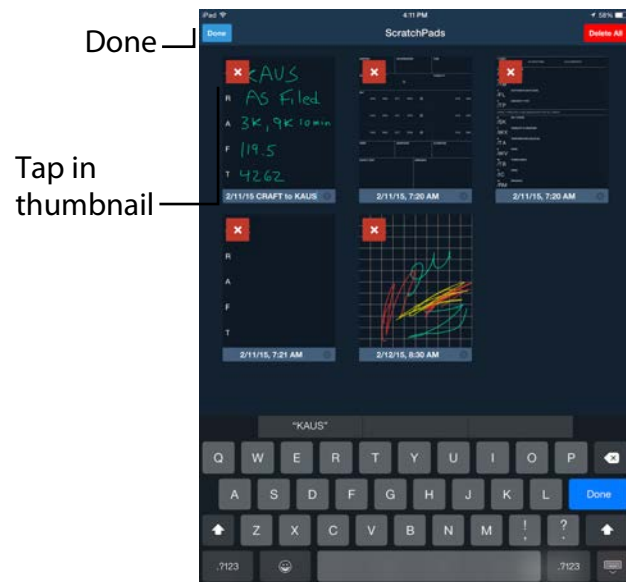 Done
Tap in
thumbnail
iPad 4:11 PM 58%
Done ScratchPads Delete All
KAUS
R As Filed
A 3K, 9K 10min
F 119.5
T 4262
2/11/15 CRAFT to KAUS
2/11/15, 7:20 AM
2/11/15, 7:20 AM
R
A
F
T
2/11/15, 7:21 AM
2/12/15, 8:30 AM
"KAUS"
Q W E R T Y U I O P
A S D F G H J K L Done
Z X C V B N M ! , ? .
.?123 .?123